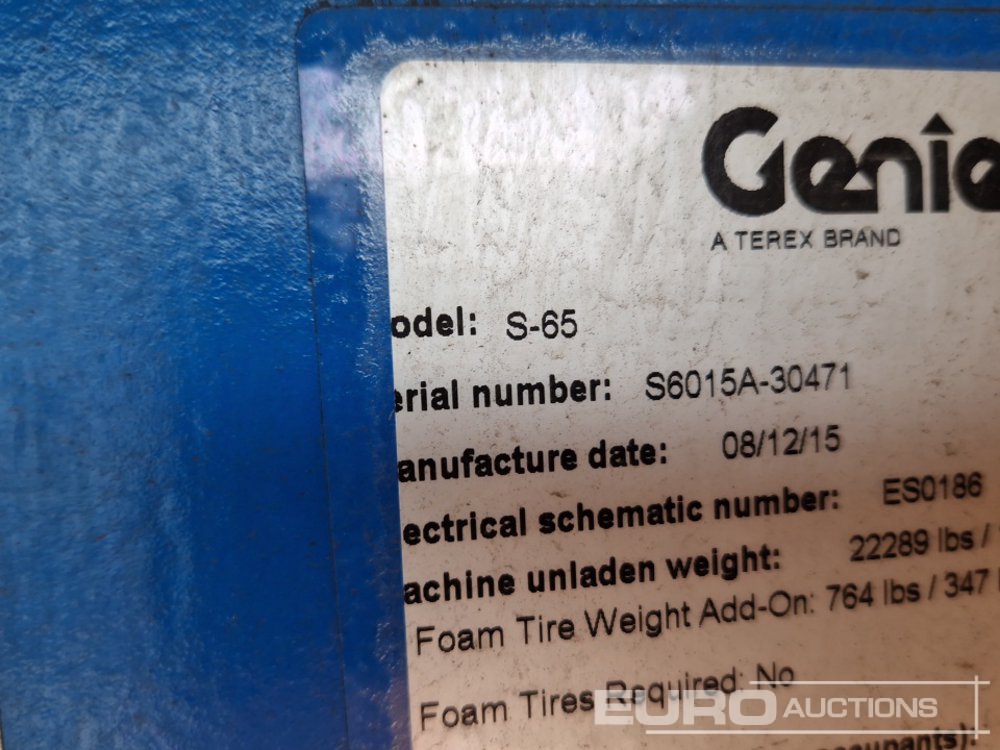 Genie
A TEREX BRAND
odel: S-65
erial number: S6015A-30471
anufacture date: 08/12/15
ectrical schematic number: ES0186
achine unladen weight: 22289 lbs /
Foam Tire Weight Add-On: 764 lbs / 347
Foam Tires Required: No
cupants):
EURO AUCTIONS